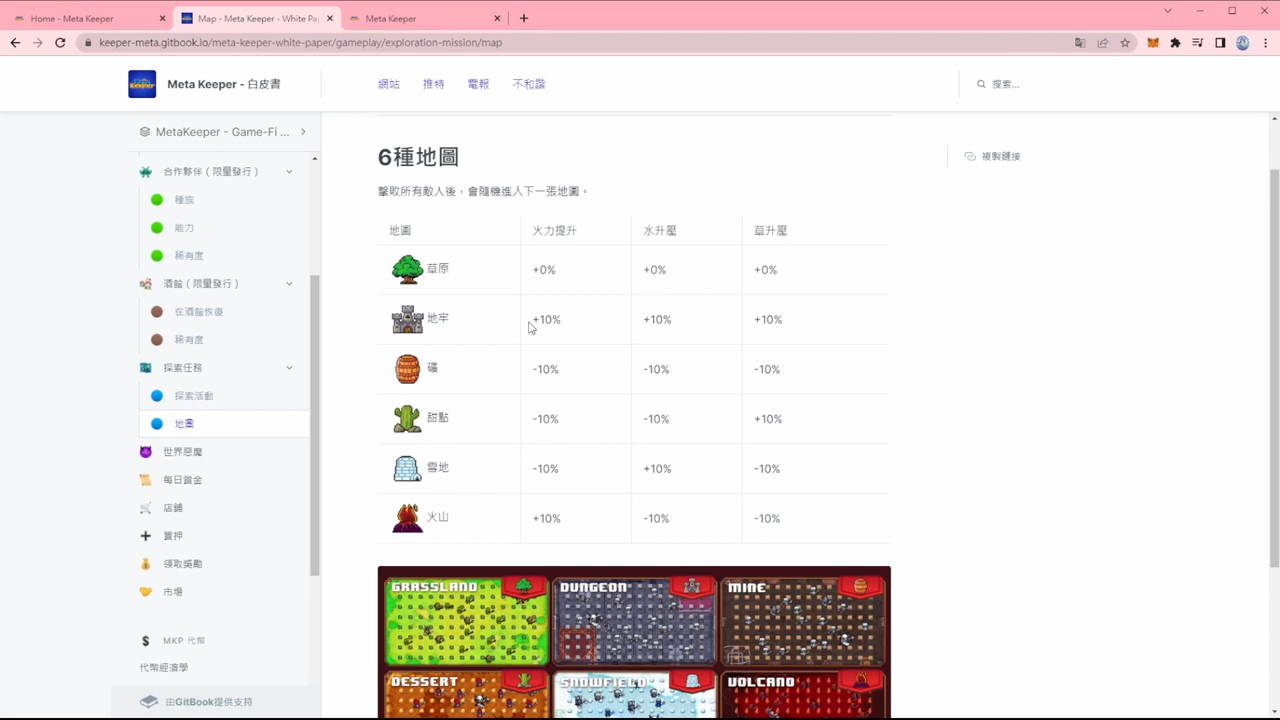 Home - Meta Keeper
Map - Meta Keeper - White Pa
Meta Keeper
keeper-meta.gitbook.io/meta-keeper-white-paper/gameplay/exploration-mission/map
Meta Keeper - 白皮書
網站
推特
電報
不和諧
搜索...
MetaKeeper - Game-Fi ...
合作夥伴（限量發行）
種族
能力
稀有度
酒館（限量發行）
在酒館恢復
稀有度
探索任務
探索活動
地圖
世界惡魔
每日賞金
店鋪
質押
領取獎勵
市場
$ MKP 代幣
代幣經濟學
由GitBook提供支持
6種地圖
複製鏈接
擊敗所有敵人後，會隨機進入下一張地圖。
地圖 火力提升 水升壓 草升壓
草原 +0% +0% +0%
地牢 +10% +10% +10%
礦 -10% -10% -10%
甜點 -10% -10% +10%
雪地 -10% +10% -10%
火山 +10% -10% -10%
GRASSLAND
DUNGEON
MINE
DESSERT
SNOWFIELD
VOLCANO